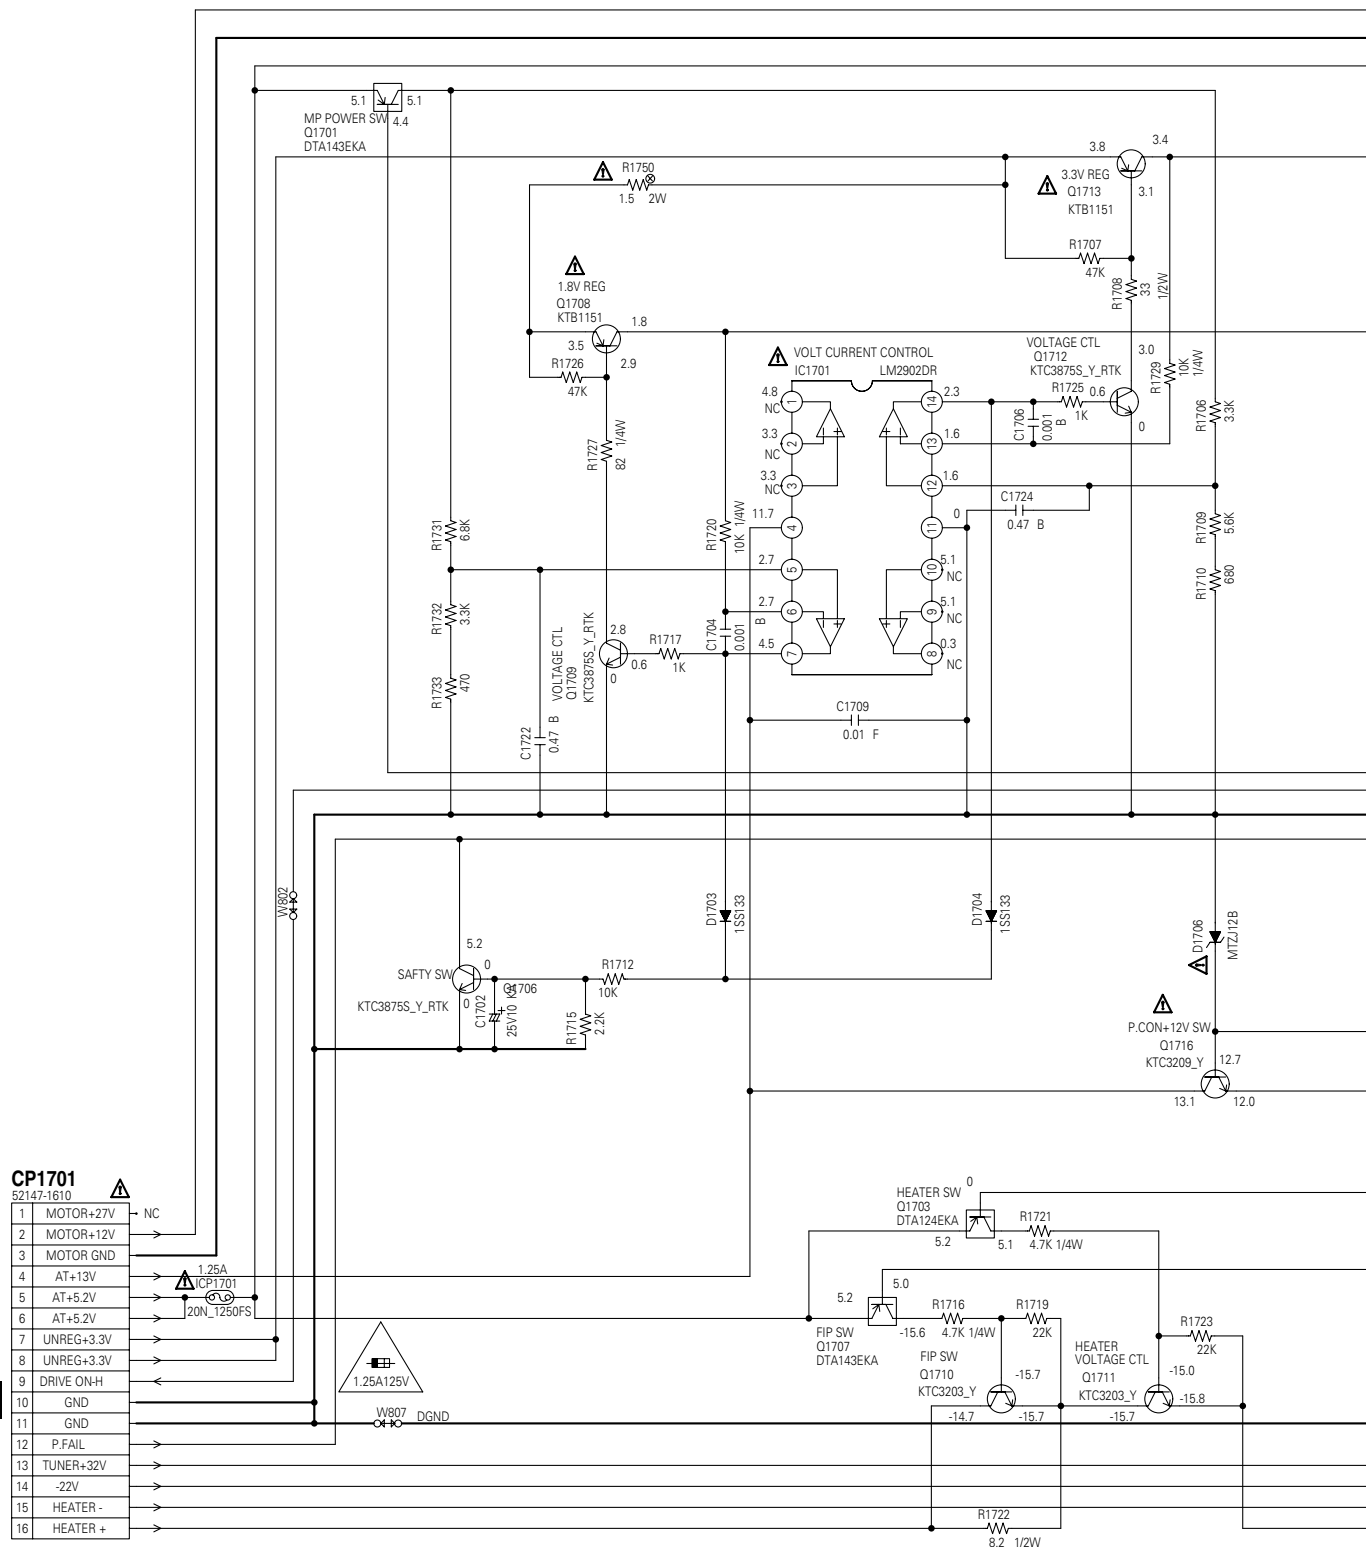 5.1
5.1
MP POWER SW
4.4
Q1701
DTA143EKA
3.4
3.8
R1750
1.5 2W
3.3V REG
Q1713
KTB1151
3.1
R1707
47K
R1708
33
1/2W
1.8V REG
Q1708
KTB1151
1.8
3.5
2.9
R1726
47K
R1727
82 1/4W
VOLT CURRENT CONTROL
IC1701 LM2902DR
VOLTAGE CTL
Q1712
KTC3875S_Y_RTK
3.0
R1729
10K
1/4W
R1725
1K
0.6
0
C1706
0.001
B
R1706
3.3K
4.8
NC
1
14
2.3
3.3
NC
2
13
1.6
3.3
NC
3
12
1.6
11.7
4
11
0
2.7
5
10
5.1
NC
2.7
6
9
5.1
NC
4.5
7
8
0.3
NC
C1724
0.47 B
R1709
5.6K
R1710
680
R1731
6.8K
R1732
3.3K
R1733
470
R1720
10K 1/4W
C1704
0.001
B
VOLTAGE CTL
Q1709
KTC3875S_Y_RTK
2.8
0.6
0
R1717
1K
C1722
0.47 B
C1709
0.01 F
W802
D1703
1SS133
D1704
1SS133
D1706
MTZJ12B
5.2
SAFTY SW
0
Q1706
KTC3875S_Y_RTK
0
C1702
25V10
R1712
10K
R1715
2.2K
P.CON+12V SW
Q1716
KTC3209_Y
12.7
13.1
12.0
CP1701
52147-1610
1 MOTOR+27V NC
2 MOTOR+12V
3 MOTOR GND
4 AT+13V
5 AT+5.2V
6 AT+5.2V
7 UNREG+3.3V
8 UNREG+3.3V
9 DRIVE ON-H
10 GND
11 GND
12 P.FAIL
13 TUNER+32V
14 -22V
15 HEATER -
16 HEATER +
1.25A
ICP1701
20N_1250FS
1.25A125V
W807
DGND
HEATER SW
0
Q1703
DTA124EKA
5.2
5.1
R1721
4.7K 1/4W
5.0
5.2
FIP SW
Q1707
DTA143EKA
-15.6
R1716
4.7K 1/4W
R1719
22K
R1723
22K
FIP SW
Q1710
KTC3203_Y
-15.7
-14.7
-15.7
HEATER
VOLTAGE CTL
Q1711
KTC3203_Y
-15.0
-15.8
-15.7
R1722
8.2 1/2W